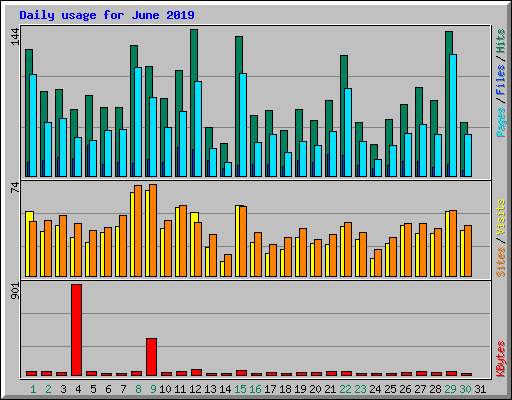 Daily usage for June 2019
144
Pages / Files / Hits
74
Sites / Visits
901
KBytes
1 2 3 4 5 6 7 8 9 10 11 12 13 14 15 16 17 18 19 20 21 22 23 24 25 26 27 28 29 30 31